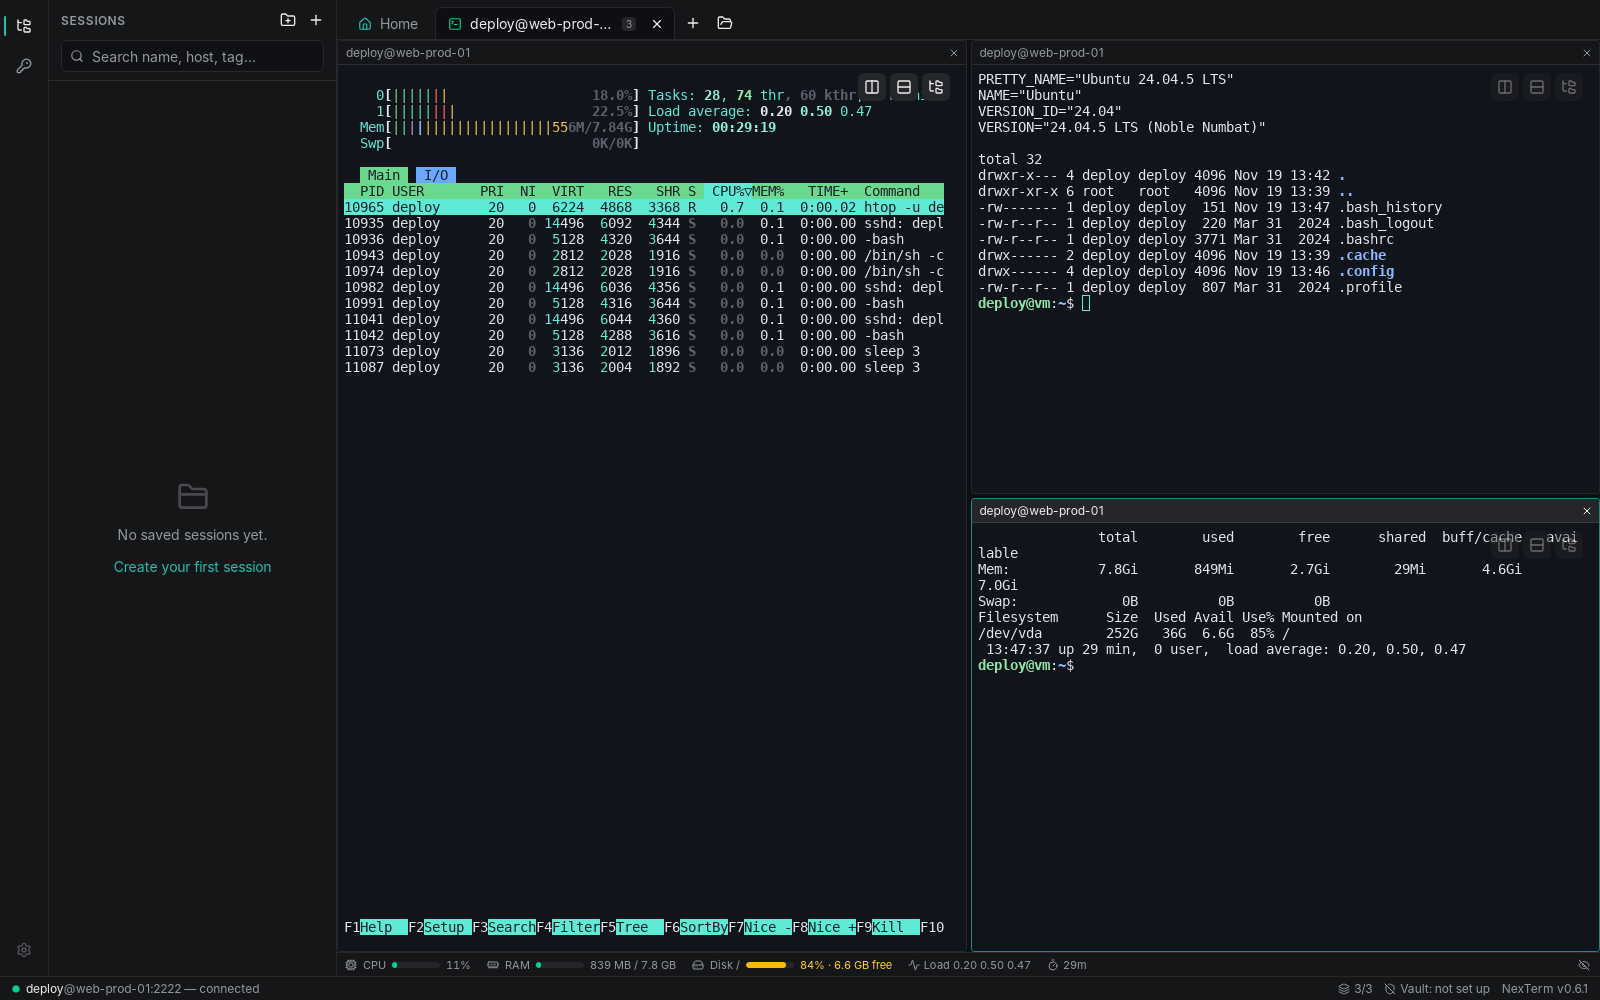 SESSIONS
Search name, host, tag...
No saved sessions yet.
Create your first session
Home
deploy@web-prod-... 3
deploy@web-prod-01
0[||||||| 18.0%] Tasks: 28, 74 thr, 60 kthr,
1[|||||||| 22.5%] Load average: 0.20 0.50 0.47
Mem[||||||||||||||||||||556M/7.84G] Uptime: 00:29:19
Swp[ 0K/0K]
Main I/O
PID USER PRI NI VIRT RES SHR S CPU%▽MEM% TIME+ Command
10965 deploy 20 0 6224 4868 3368 R 0.7 0.1 0:00.02 htop -u de
10935 deploy 20 0 14496 6092 4344 S 0.0 0.1 0:00.00 sshd: depl
10936 deploy 20 0 5128 4320 3644 S 0.0 0.1 0:00.00 -bash
10943 deploy 20 0 2812 2028 1916 S 0.0 0.0 0:00.00 /bin/sh -c
10974 deploy 20 0 2812 2028 1916 S 0.0 0.0 0:00.00 /bin/sh -c
10982 deploy 20 0 14496 6036 4356 S 0.0 0.1 0:00.00 sshd: depl
10991 deploy 20 0 5128 4316 3644 S 0.0 0.1 0:00.00 -bash
11041 deploy 20 0 14496 6044 4360 S 0.0 0.1 0:00.00 sshd: depl
11042 deploy 20 0 5128 4288 3616 S 0.0 0.1 0:00.00 -bash
11073 deploy 20 0 3136 2012 1896 S 0.0 0.0 0:00.00 sleep 3
11087 deploy 20 0 3136 2004 1892 S 0.0 0.0 0:00.00 sleep 3
F1Help F2Setup F3SearchF4FilterF5Tree F6SortByF7Nice -F8Nice +F9Kill F10
deploy@web-prod-01
PRETTY_NAME="Ubuntu 24.04.5 LTS"
NAME="Ubuntu"
VERSION_ID="24.04"
VERSION="24.04.5 LTS (Noble Numbat)"
total 32
drwxr-x--- 4 deploy deploy 4096 Nov 19 13:42 .
drwxr-xr-x 6 root root 4096 Nov 19 13:39 ..
-rw------- 1 deploy deploy 151 Nov 19 13:47 .bash_history
-rw-r--r-- 1 deploy deploy 220 Mar 31 2024 .bash_logout
-rw-r--r-- 1 deploy deploy 3771 Mar 31 2024 .bashrc
drwx------ 2 deploy deploy 4096 Nov 19 13:39 .cache
drwx------ 4 deploy deploy 4096 Nov 19 13:46 .config
-rw-r--r-- 1 deploy deploy 807 Mar 31 2024 .profile
deploy@vm:~$
deploy@web-prod-01
total used free shared buff/cache avai
lable
Mem: 7.8Gi 849Mi 2.7Gi 29Mi 4.6Gi
7.0Gi
Swap: 0B 0B 0B
Filesystem Size Used Avail Use% Mounted on
/dev/vda 252G 36G 6.6G 85% /
13:47:37 up 29 min, 0 user, load average: 0.20, 0.50, 0.47
deploy@vm:~$
CPU 11% RAM 839 MB / 7.8 GB Disk / 84% · 6.6 GB free Load 0.20 0.50 0.47 29m
deploy@web-prod-01:2222 — connected
3/3 Vault: not set up NexTerm v0.6.1